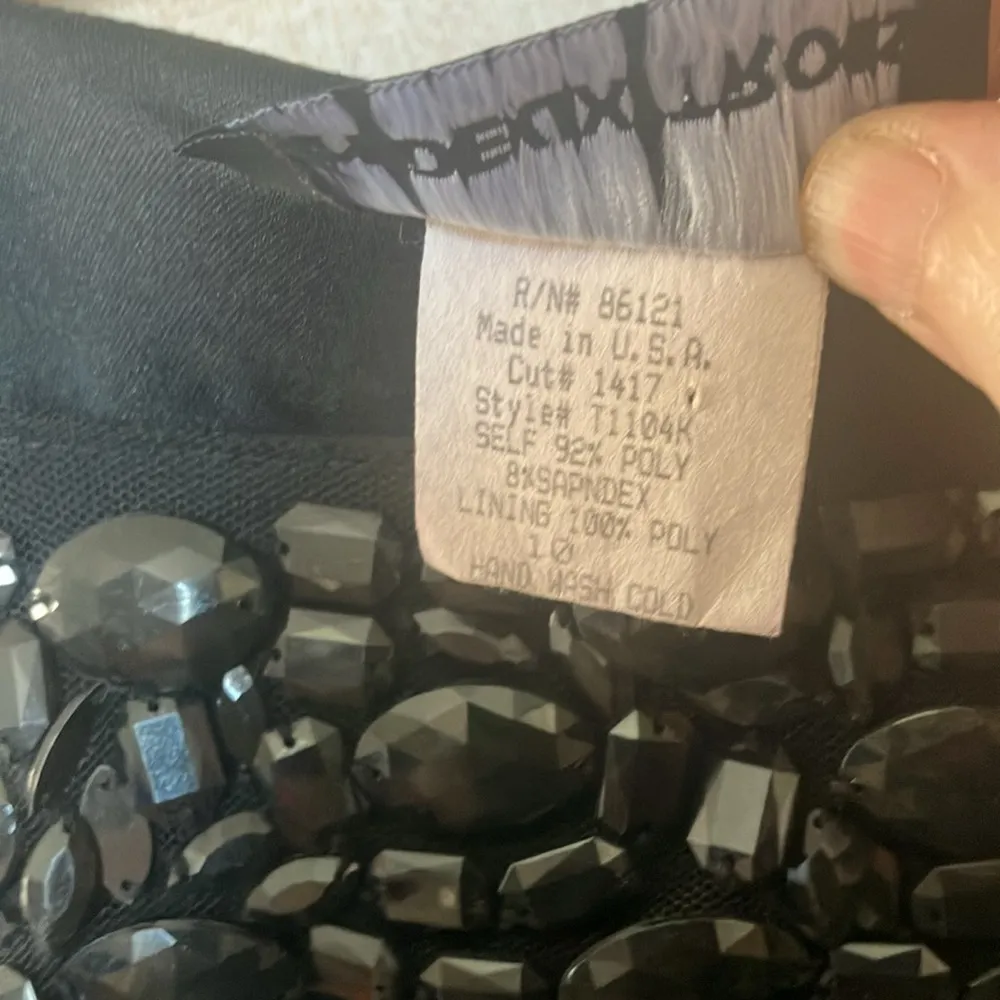 R/N# 86121
Made in U.S.A.
Cut# 1417
Style# T1104K
SELF 92% POLY
8%SAPNDEX
LINING 100% POLY
10
HAND WASH COLD